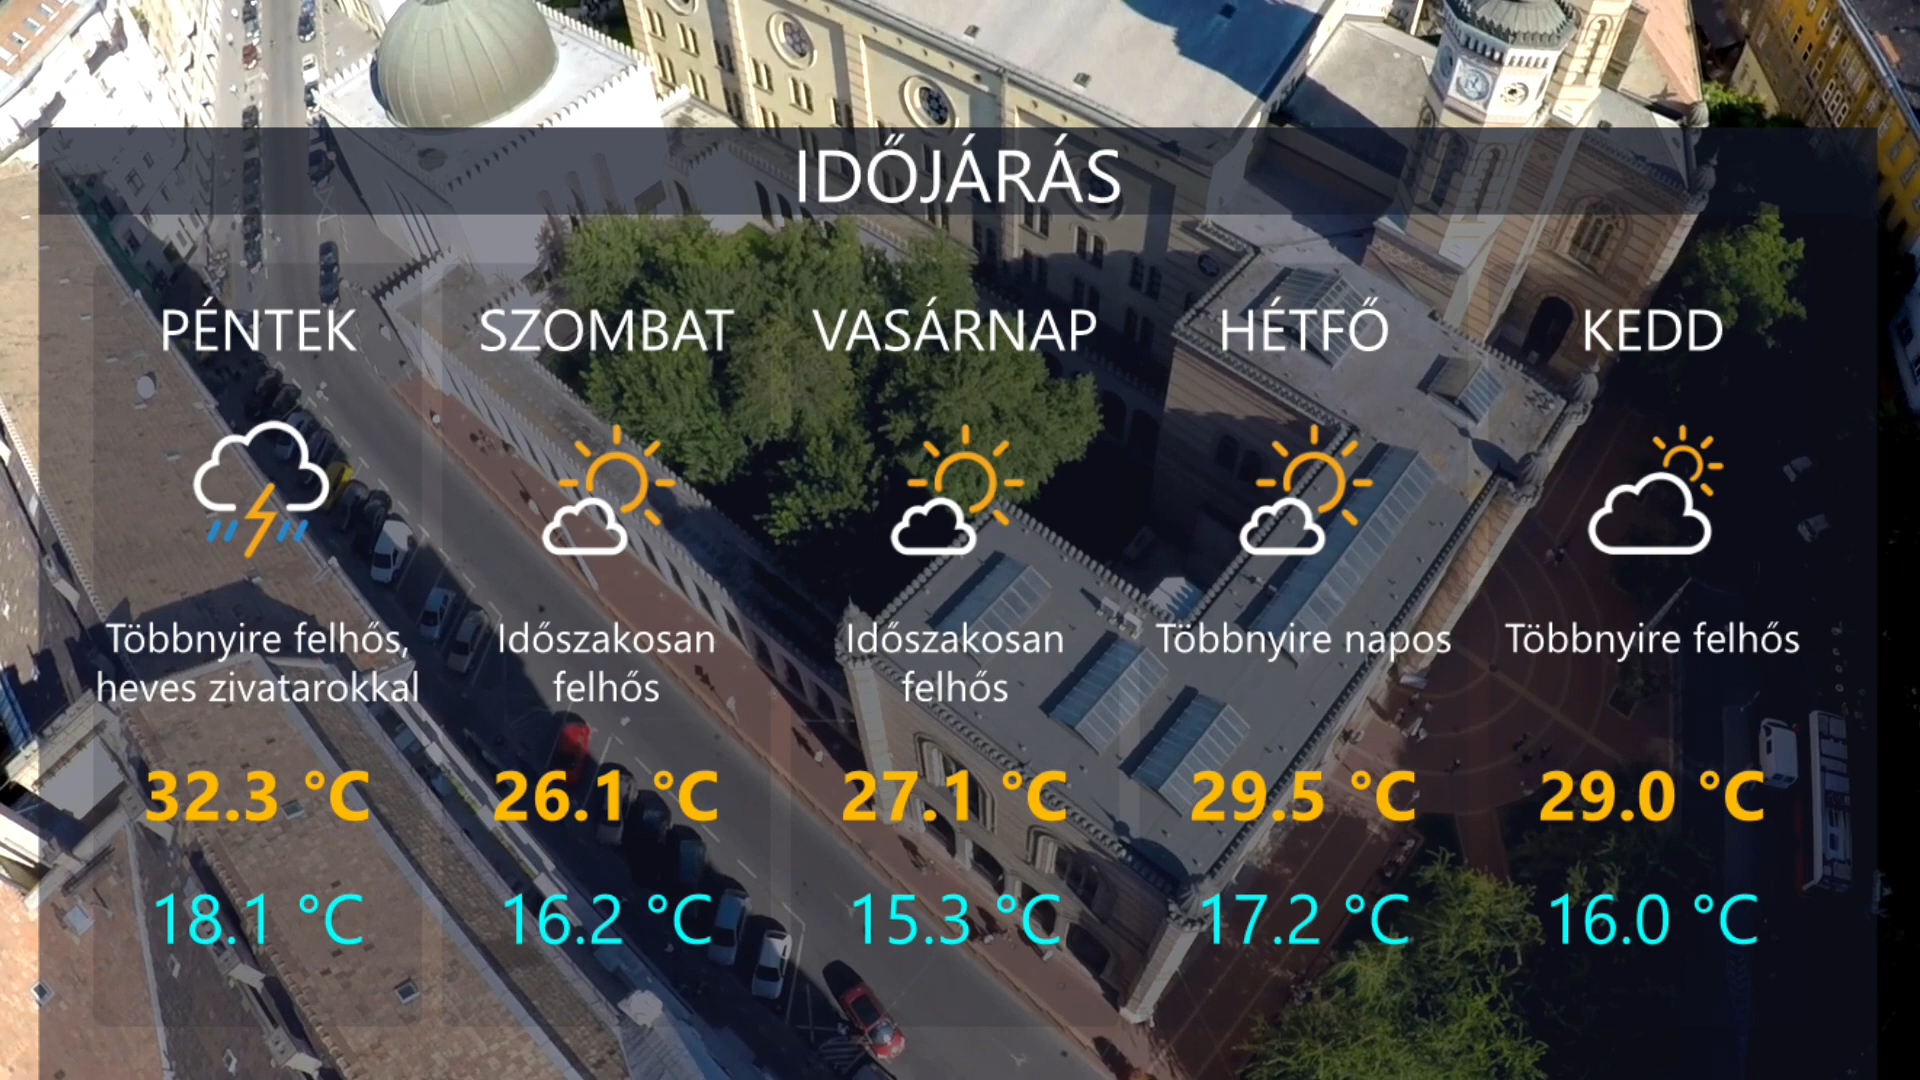 IDŐJÁRÁS
PÉNTEK
Többnyire felhős,
heves zivatarokkal
32.3 °C
18.1 °C
SZOMBAT
Időszakosan
felhős
26.1 °C
16.2 °C
VASÁRNAP
Időszakosan
felhős
27.1 °C
15.3 °C
HÉTFŐ
Többnyire napos
29.5 °C
17.2 °C
KEDD
Többnyire felhős
29.0 °C
16.0 °C